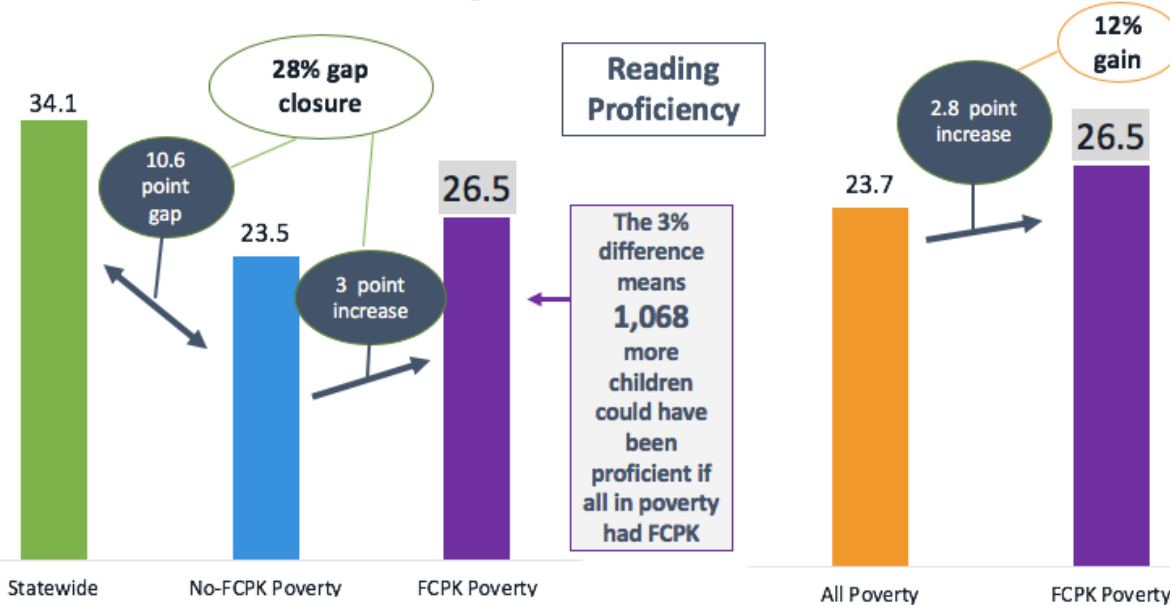 34.1
28% gap
closure
10.6
point
gap
23.5
3 point
increase
26.5
Reading
Proficiency
The 3%
difference
means
1,068
more
children
could have
been
proficient if
all in poverty
had FCPK
12%
gain
2.8 point
increase
23.7
26.5
Statewide
No-FCPK Poverty
FCPK Poverty
All Poverty
FCPK Poverty